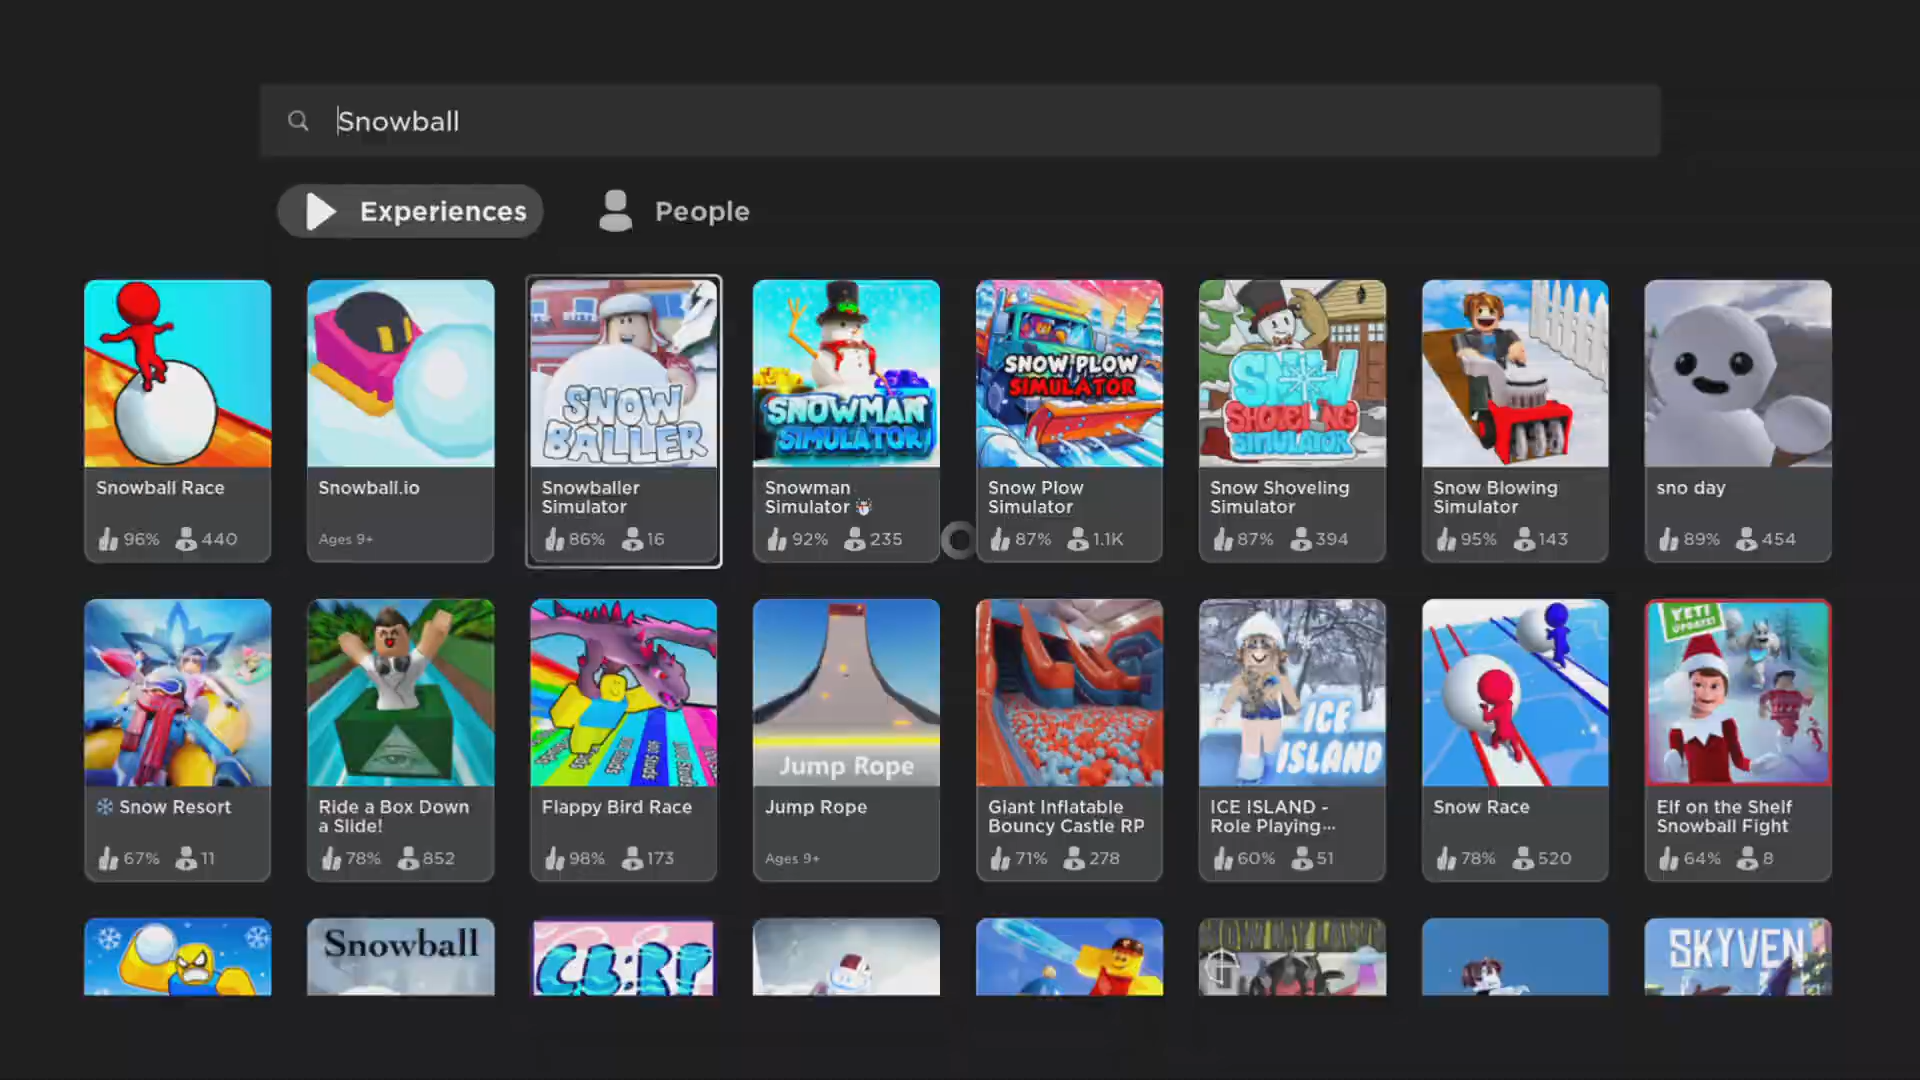 Snowball
Experiences
People
SNOW
BALLER
SNOWMAN
SIMULATOR
SNOW PLOW
SIMULATOR
SNOW
SHOVELING
SIMULATOR
Snowball Race
Snowball.io
Snowballer
Simulator
Snowman
Simulator
Snow Plow
Simulator
Snow Shoveling
Simulator
Snow Blowing
Simulator
sno day
96% 440
Ages 9+
86% 16
92% 235
87% 1.1K
87% 394
95% 143
89% 454
YETI
UPDATE!
Jump Rope
ICE
ISLAND
Snow Resort
Ride a Box Down
a Slide!
Flappy Bird Race
Jump Rope
Giant Inflatable
Bouncy Castle RP
ICE ISLAND -
Role Playing...
Snow Race
Elf on the Shelf
Snowball Fight
67% 11
78% 852
98% 173
Ages 9+
71% 278
60% 51
78% 520
64% 8
Snowball
SKYVEN